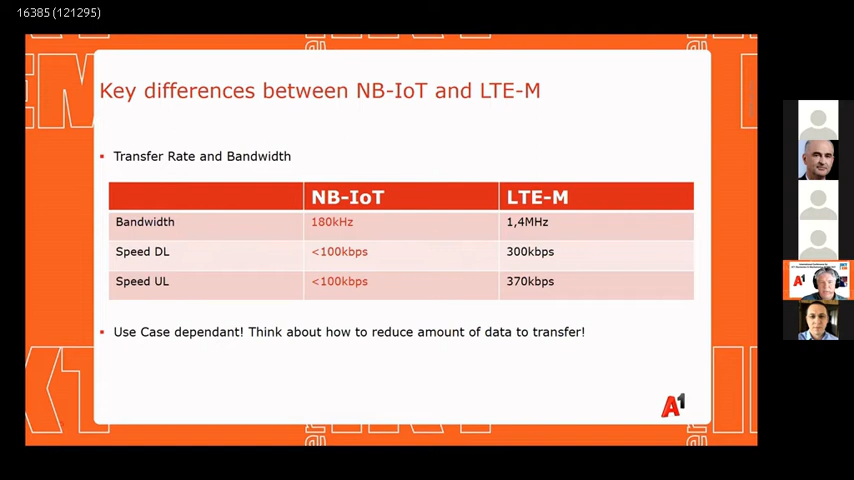 16385 (121295)
Key differences between NB-IoT and LTE-M
Transfer Rate and Bandwidth
NB-IoT LTE-M
Bandwidth 180kHz 1,4MHz
Speed DL <100kbps 300kbps
Speed UL <100kbps 370kbps
Use Case dependant! Think about how to reduce amount of data to transfer!
A1
A1